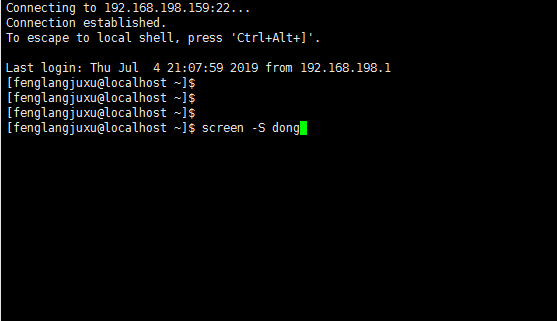 Connecting to 192.168.198.159:22...
Connection established.
To escape to local shell, press 'Ctrl+Alt+]'.
Last login: Thu Jul  4 21:07:59 2019 from 192.168.198.1
[fenglangjuxu@localhost ~]$
[fenglangjuxu@localhost ~]$
[fenglangjuxu@localhost ~]$
[fenglangjuxu@localhost ~]$ screen -S dong